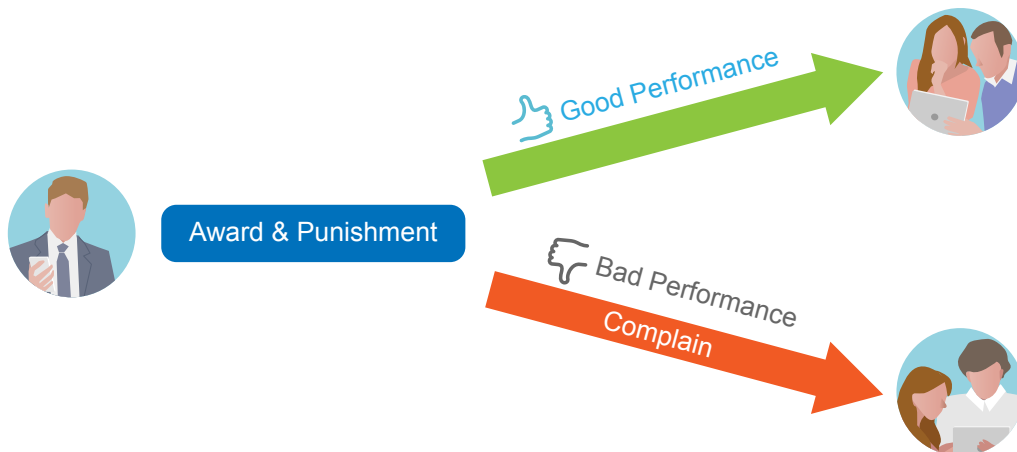 Good Performance
Award & Punishment
Bad Performance
Complain